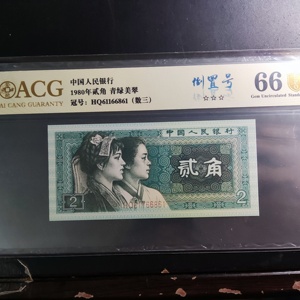 ACG
AI CANG GUARANTY
中国人民银行
1980年贰角 青绿美翠
冠号：HQ61166861（数三）
倒置号
☆☆☆
66
Gem Uncirculated
中国人民银行
贰角
2
2